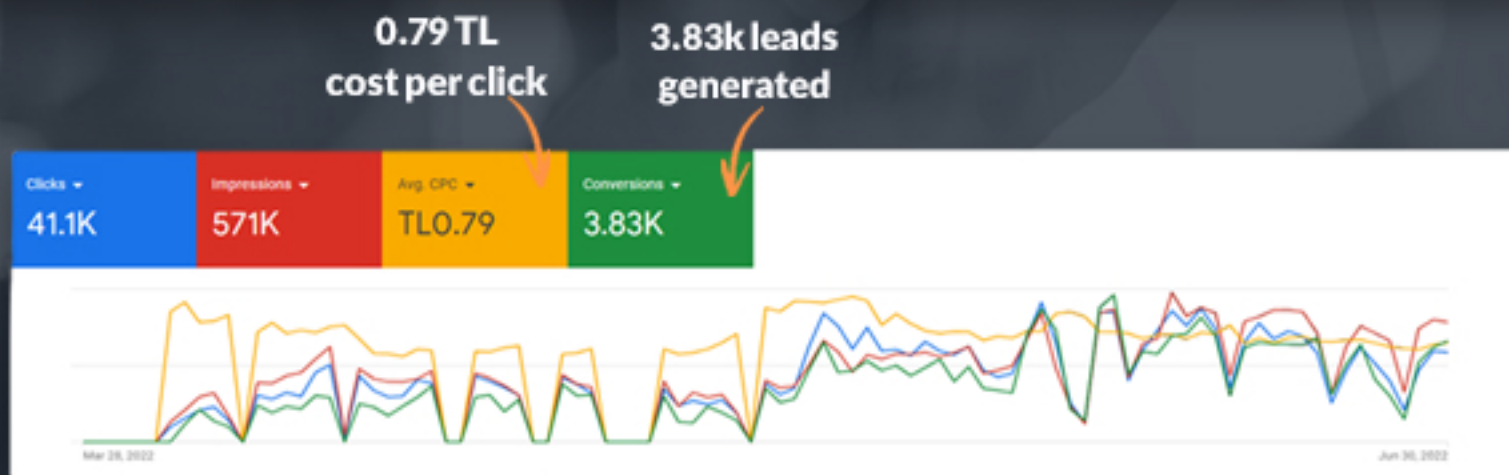 0.79 TL
cost per click
3.83k leads
generated
Clicks
Impressions
Avg. CPC
Conversions
41.1K
571K
TL0.79
3.83K
Mar 28, 2022
Jun 30, 2022